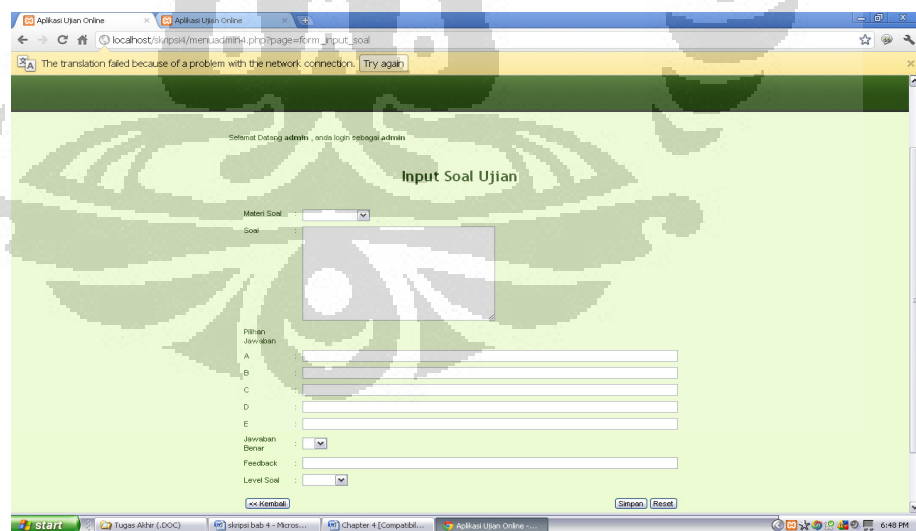 Aplikasi Ujian Online
Aplikasi Ujian Online
localhost/skripsi4/menuadmin4.php?page=form_input_soal
The translation failed because of a problem with the network connection. Try again
Selamat Datang admin , anda login sebagai admin
Input Soal Ujian
Materi Soal :
Soal :
Pilihan
Jawaban
A :
B :
C :
D :
E :
Jawaban
Benar :
Feedback :
Level Soal :
<< Kembali Simpan Reset
start Tugas Akhir (.DOC) skripsi bab 4 - Micros... Chapter 4 [Compatibil... Aplikasi Ujian Online -... 6:48 PM